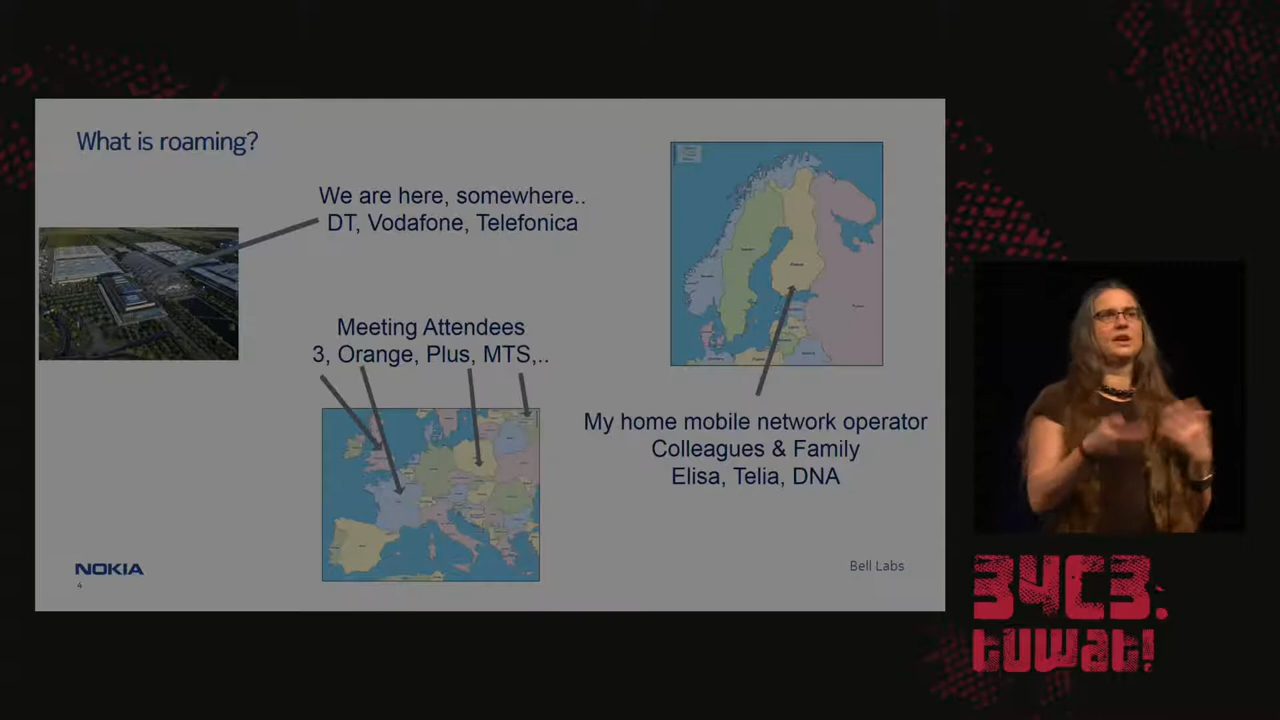 What is roaming?
We are here, somewhere..
DT, Vodafone, Telefonica
Meeting Attendees
3, Orange, Plus, MTS,..
My home mobile network operator
Colleagues & Family
Elisa, Telia, DNA
NOKIA
4
Bell Labs
34C3.
tuwat!